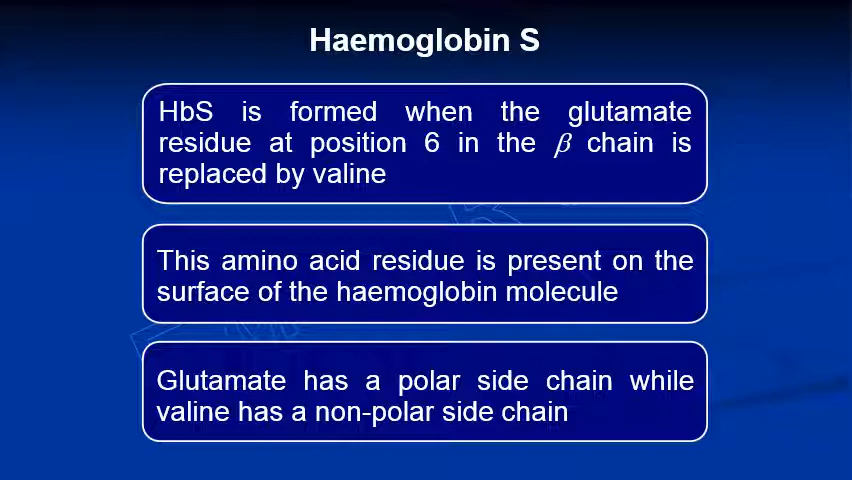 Haemoglobin S
HbS is formed when the glutamate
residue at position 6 in the β chain is
replaced by valine
This amino acid residue is present on the
surface of the haemoglobin molecule
Glutamate has a polar side chain while
valine has a non-polar side chain